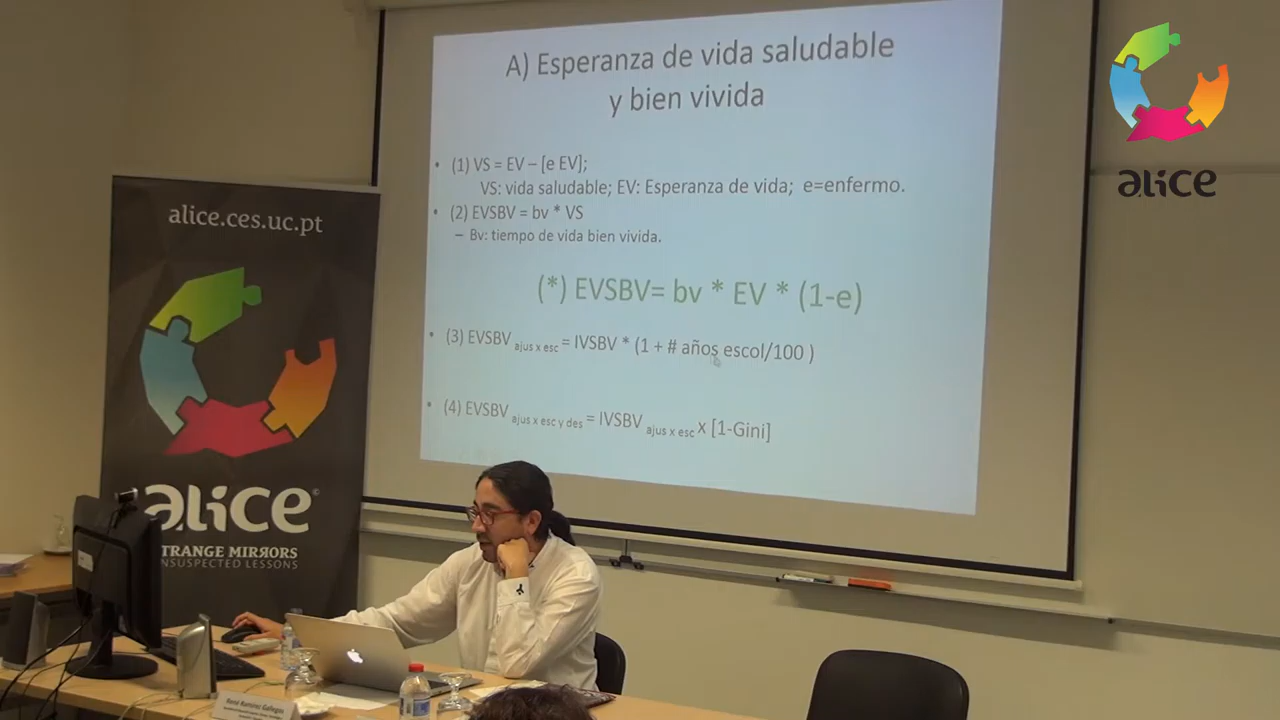 A) Esperanza de vida saludable
y bien vivida
• (1) VS = EV – [e EV];
VS: vida saludable; EV: Esperanza de vida; e=enfermo.
• (2) EVSBV = bv * VS
– Bv: tiempo de vida bien vivida.
(*) EVSBV= bv * EV * (1-e)
• (3) EVSBV ajus x esc = IVSBV * (1 + # años escol/100 )
• (4) EVSBV ajus x esc y des = IVSBV ajus x esc x [1-Gini]
alice
alice.ces.uc.pt
alice
TRANGE MIRRORS
NSUSPECTED LESSONS
René Ramírez Gallegos